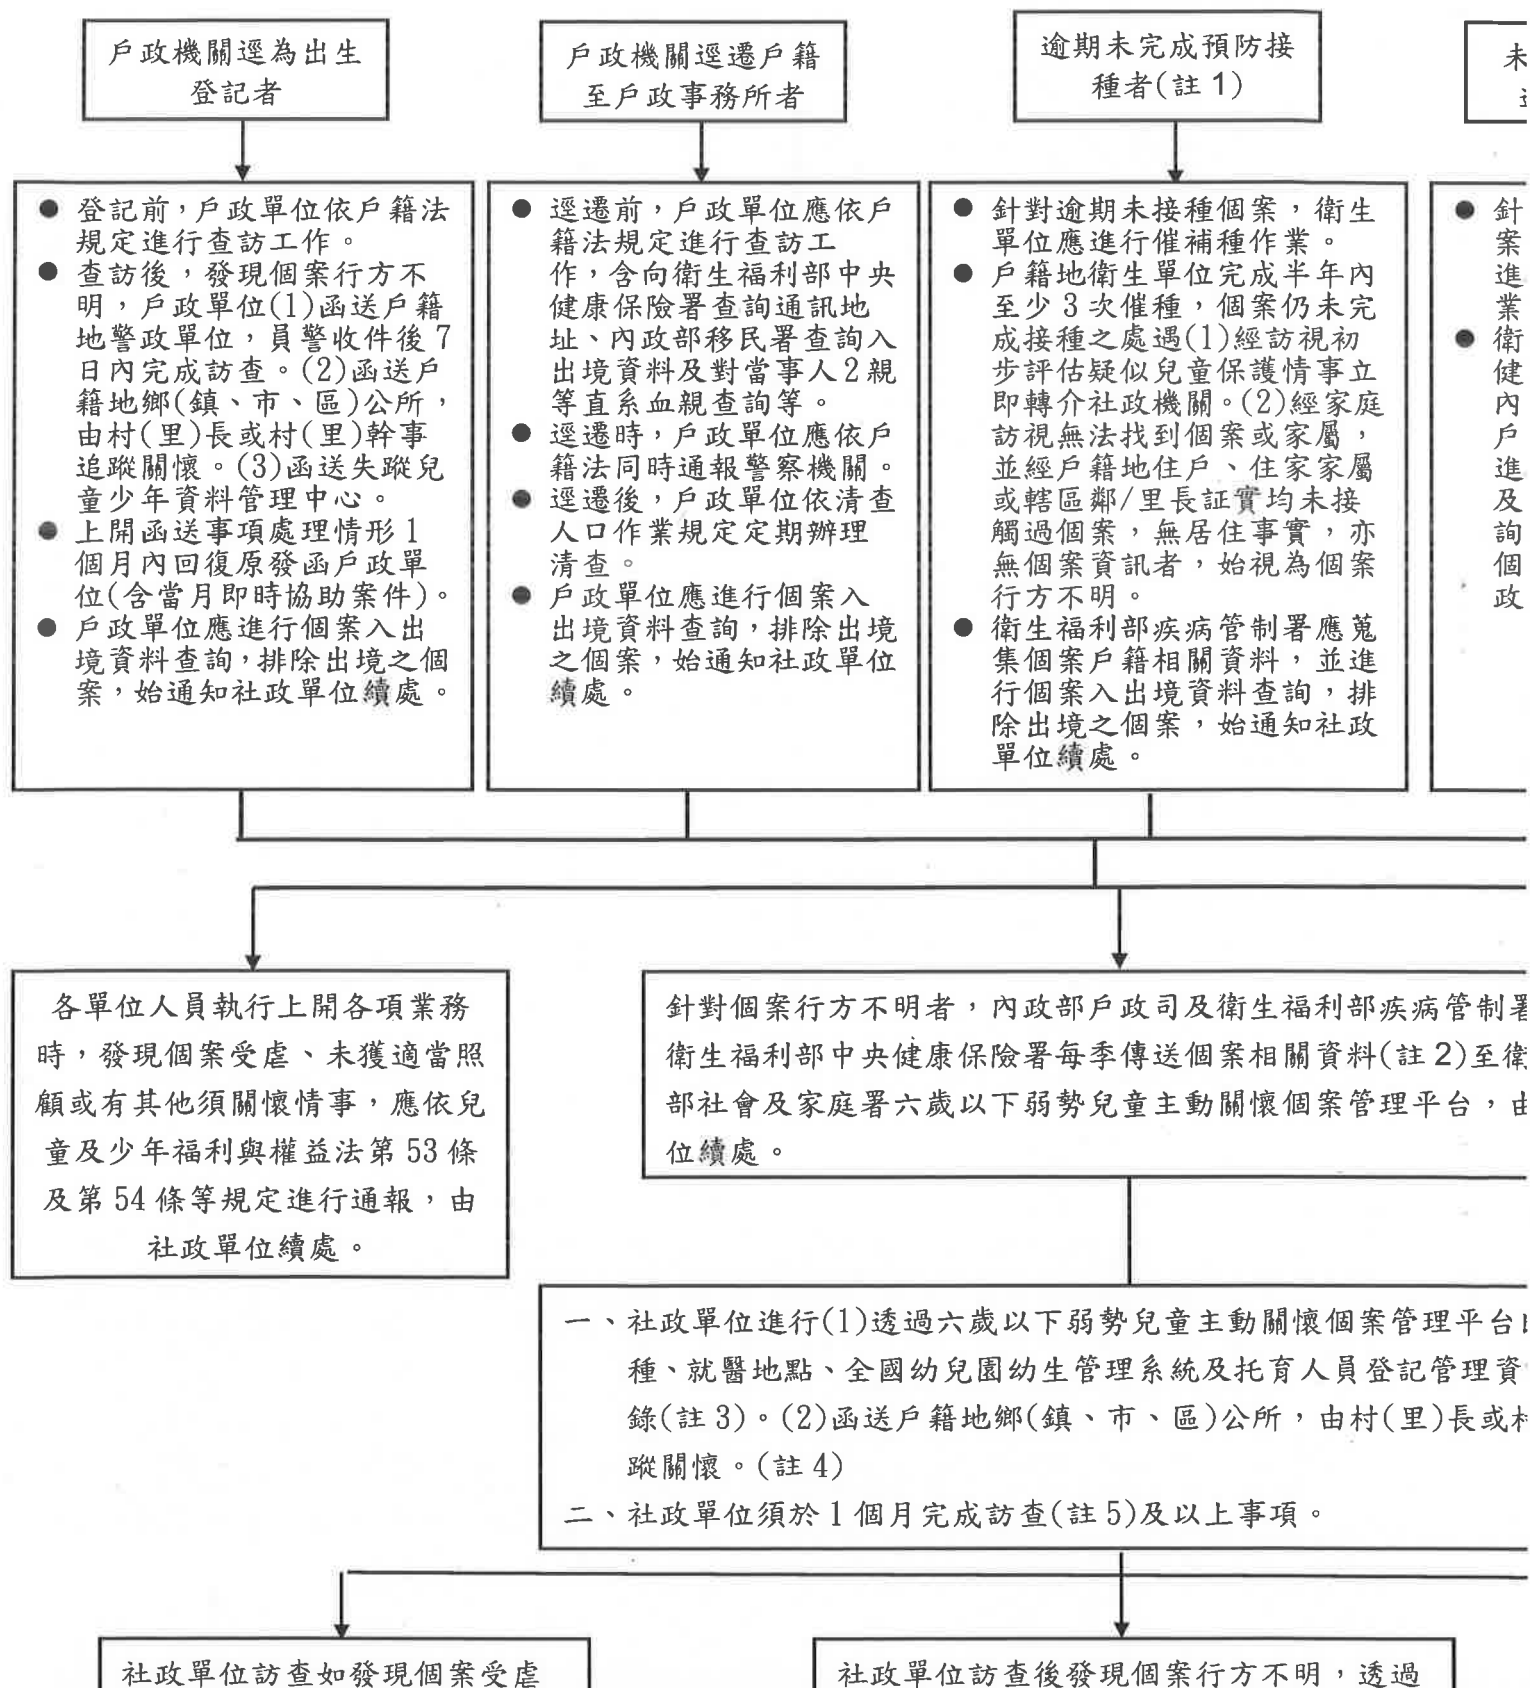 戶政機關逕為出生
登記者
戶政機關逕遷戶籍
至戶政事務所者
逾期未完成預防接
種者(註1)
未
● 登記前，戶政單位依戶籍法
規定進行查訪工作。
● 查訪後，發現個案行方不
明，戶政單位(1)函送戶籍
地警政單位，員警收件後7
日內完成訪查。(2)函送戶
籍地鄉(鎮、市、區)公所，
由村(里)長或村(里)幹事
追蹤關懷。(3)函送失蹤兒
童少年資料管理中心。
● 上開函送事項處理情形1
個月內回復原發函戶政單
位(含當月即時協助案件)。
● 戶政單位應進行個案入出
境資料查詢，排除出境之個
案，始通知社政單位續處。
● 逕遷前，戶政單位應依戶
籍法規定進行查訪工
作，含向衛生福利部中央
健康保險署查詢通訊地
址、內政部移民署查詢入
出境資料及對當事人2親
等直系血親查詢等。
● 逕遷時，戶政單位應依戶
籍法同時通報警察機關。
● 逕遷後，戶政單位依清查
人口作業規定定期辦理
清查。
● 戶政單位應進行個案入
出境資料查詢，排除出境
之個案，始通知社政單位
續處。
● 針對逾期未接種個案，衛生
單位應進行催補種作業。
● 戶籍地衛生單位完成半年內
至少3次催種，個案仍未完
成接種之處遇(1)經訪視初
步評估疑似兒童保護情事立
即轉介社政機關。(2)經家庭
訪視無法找到個案或家屬，
並經戶籍地住戶、住家家屬
或轄區鄰/里長証實均未接
觸過個案，無居住事實，亦
無個案資訊者，始視為個案
行方不明。
● 衛生福利部疾病管制署應蒐
集個案戶籍相關資料，並進
行個案入出境資料查詢，排
除出境之個案，始通知社政
單位續處。
● 針
案
進
業
● 衛
健
內
戶
進
及
詢
個
政
各單位人員執行上開各項業務
時，發現個案受虐、未獲適當照
顧或有其他須關懷情事，應依兒
童及少年福利與權益法第53條
及第54條等規定進行通報，由
社政單位續處。
針對個案行方不明者，內政部戶政司及衛生福利部疾病管制署
衛生福利部中央健康保險署每季傳送個案相關資料(註2)至衛
部社會及家庭署六歲以下弱勢兒童主動關懷個案管理平台，由
位續處。
一、社政單位進行(1)透過六歲以下弱勢兒童主動關懷個案管理平台
種、就醫地點、全國幼兒園幼生管理系統及托育人員登記管理資
錄(註3)。(2)函送戶籍地鄉(鎮、市、區)公所，由村(里)長或村
蹤關懷。(註4)
二、社政單位須於1個月完成訪查(註5)及以上事項。
社政單位訪查如發現個案受虐
社政單位訪查後發現個案行方不明，透過